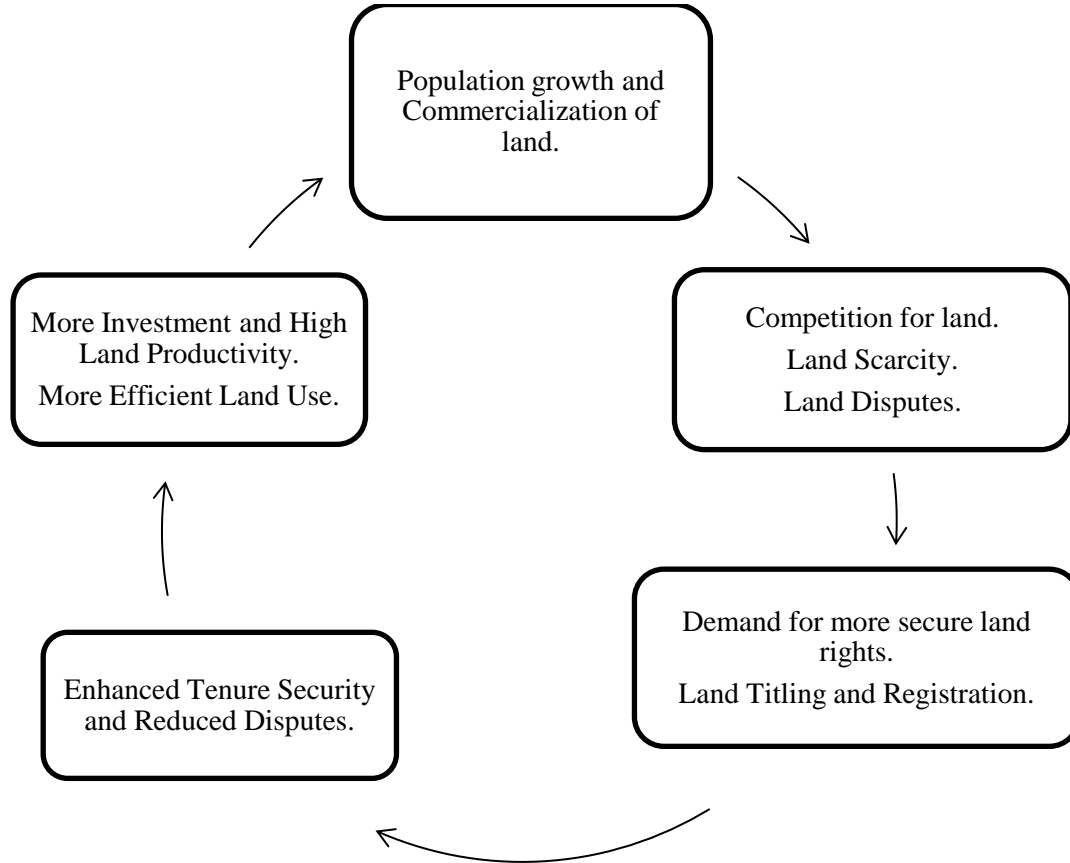 Population growth and
Commercialization of
land.
Competition for land.
Land Scarcity.
Land Disputes.
Demand for more secure land
rights.
Land Titling and Registration.
Enhanced Tenure Security
and Reduced Disputes.
More Investment and High
Land Productivity.
More Efficient Land Use.